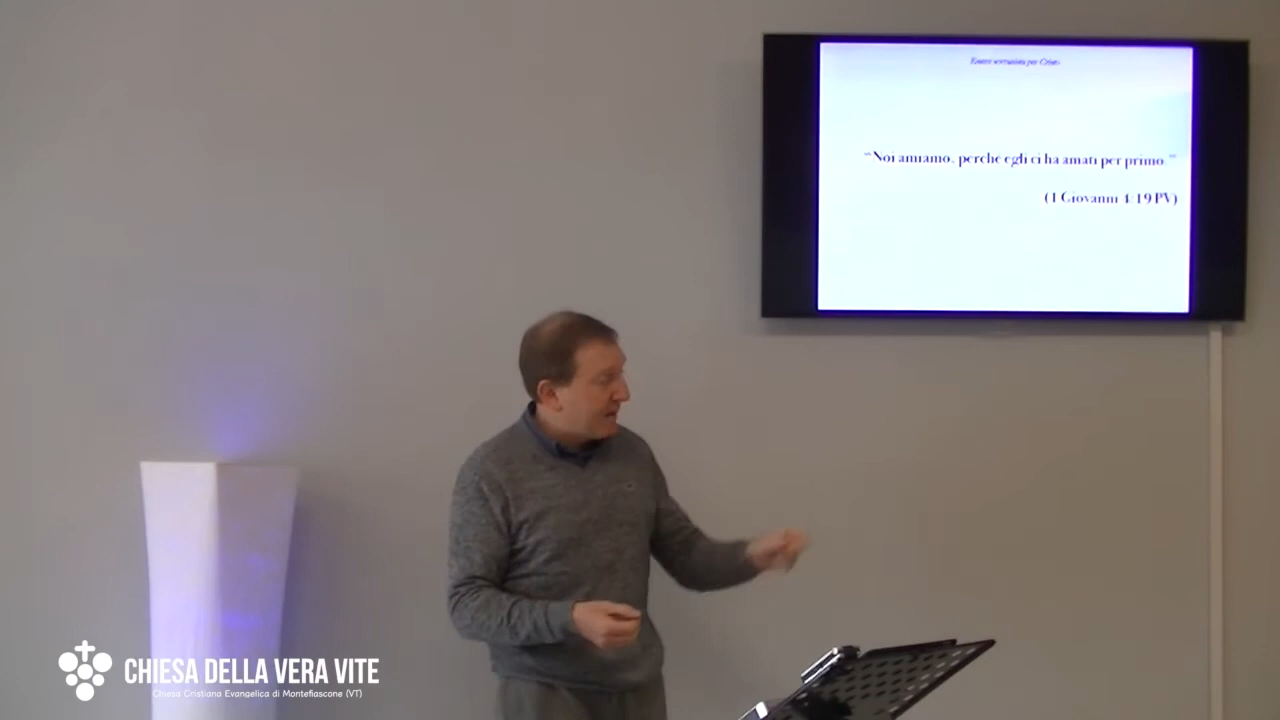 "Noi amiamo, perché egli ci ha amati per primo."
(1 Giovanni 4:19 PV)
CHIESA DELLA VERA VITE
Chiesa Cristiana Evangelica di Montefiascone (VT)